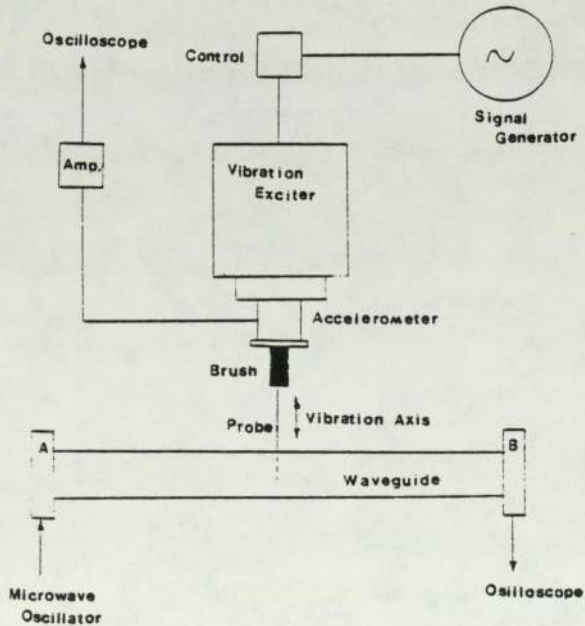 Oscilloscope
Control
Signal
Generator
Amp.
Vibration
Exciter
Accelerometer
Brush
Probe
Vibration Axis
A
B
Waveguide
Microwave
Oscillator
Osilloscope